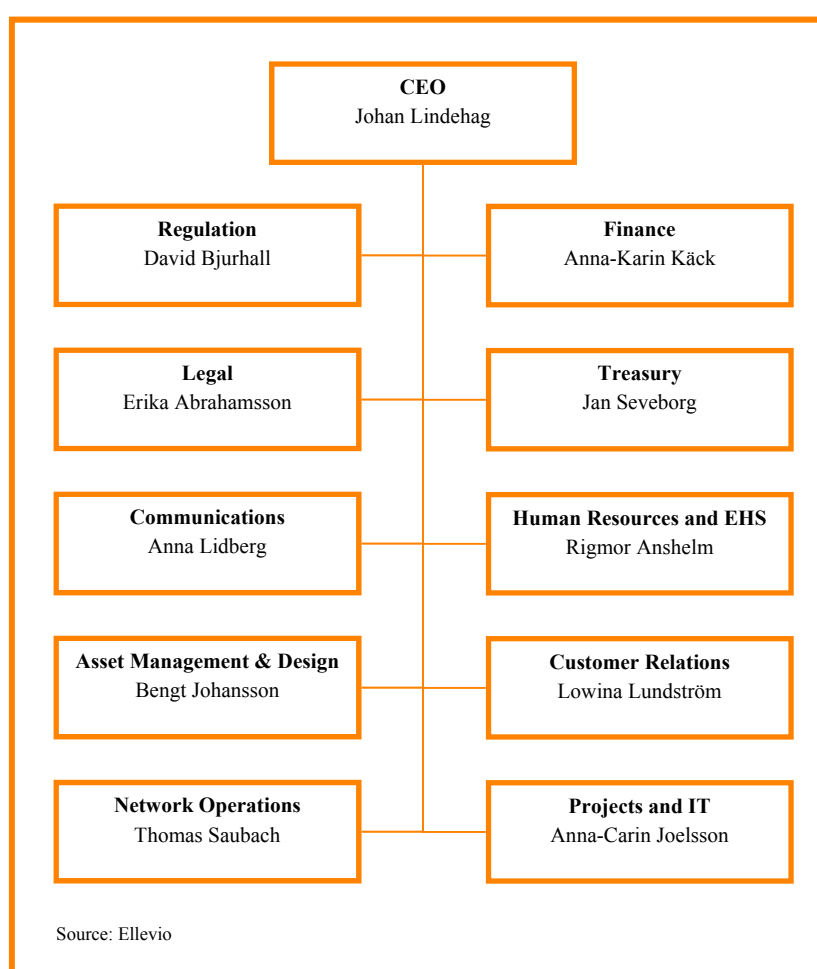 CEO
Johan Lindehag
Regulation
David Bjurhall
Finance
Anna-Karin Käck
Legal
Erika Abrahamsson
Treasury
Jan Seveborg
Communications
Anna Lidberg
Human Resources and EHS
Rigmor Anshelm
Asset Management & Design
Bengt Johansson
Customer Relations
Lowina Lundström
Network Operations
Thomas Saubach
Projects and IT
Anna-Carin Joelsson
Source: Ellevio